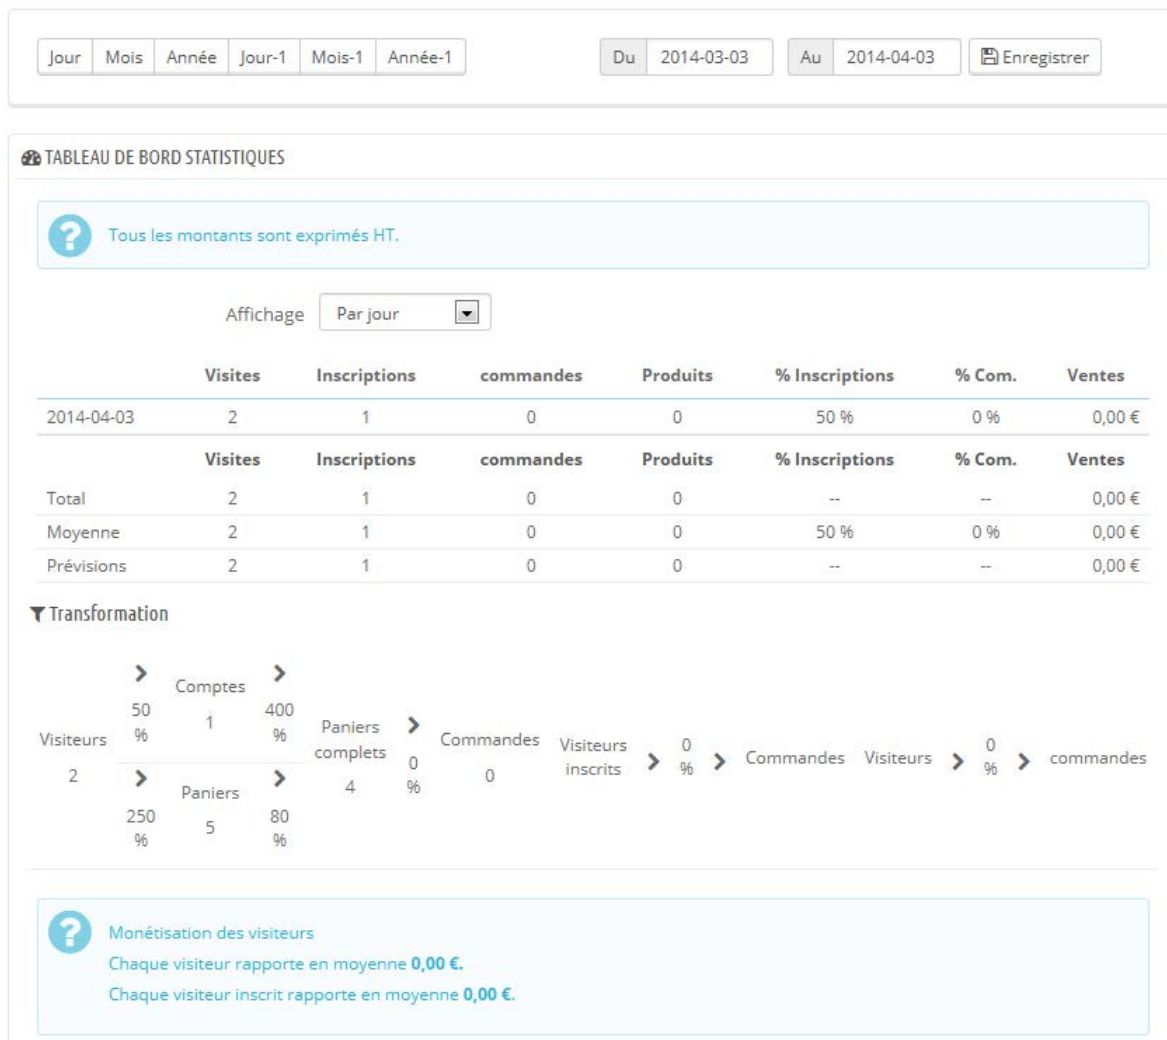 Jour Mois Année Jour-1 Mois-1 Année-1 Du 2014-03-03 Au 2014-04-03 Enregistrer
TABLEAU DE BORD STATISTIQUES
Tous les montants sont exprimés HT.
Affichage Par jour
Visites Inscriptions commandes Produits % Inscriptions % Com. Ventes
2014-04-03 2 1 0 0 50 % 0 % 0,00 €
Visites Inscriptions commandes Produits % Inscriptions % Com. Ventes
Total 2 1 0 0 -- -- 0,00 €
Moyenne 2 1 0 0 50 % 0 % 0,00 €
Prévisions 2 1 0 0 -- -- 0,00 €
Transformation
Visiteurs
2
50
%
Comptes
1
400
%
250
%
Paniers
5
80
%
Paniers
complets
4
0
%
Commandes
0
Visiteurs
inscrits
0
%
Commandes
Visiteurs
0
%
commandes
Monétisation des visiteurs
Chaque visiteur rapporte en moyenne 0,00 €.
Chaque visiteur inscrit rapporte en moyenne 0,00 €.